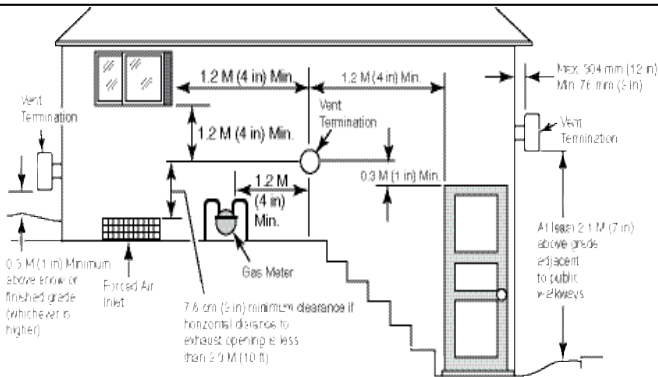 1.2 M (4 in) Min.
1.2 M (4 in) Min.
Max. 304 mm (12 in)
Min 76 mm (3 in)
Vent
Termination
1.2 M (4 in) Min.
Vent
Termination
Vent
Termination
0.3 M (1 in) Min.
1.2 M
(4 in)
Min.
At least 2.1 M (7 in)
above grade
adjacent
to public
walkways
0.3 M (1 in) Minimum
above snow or
finished grade
(whichever is
higher)
Forced Air
Inlet
Gas Meter
7.6 cm (3 in) minimum clearance if
horizontal distance to
exhaust opening is less
than 3.0 M (10 ft)